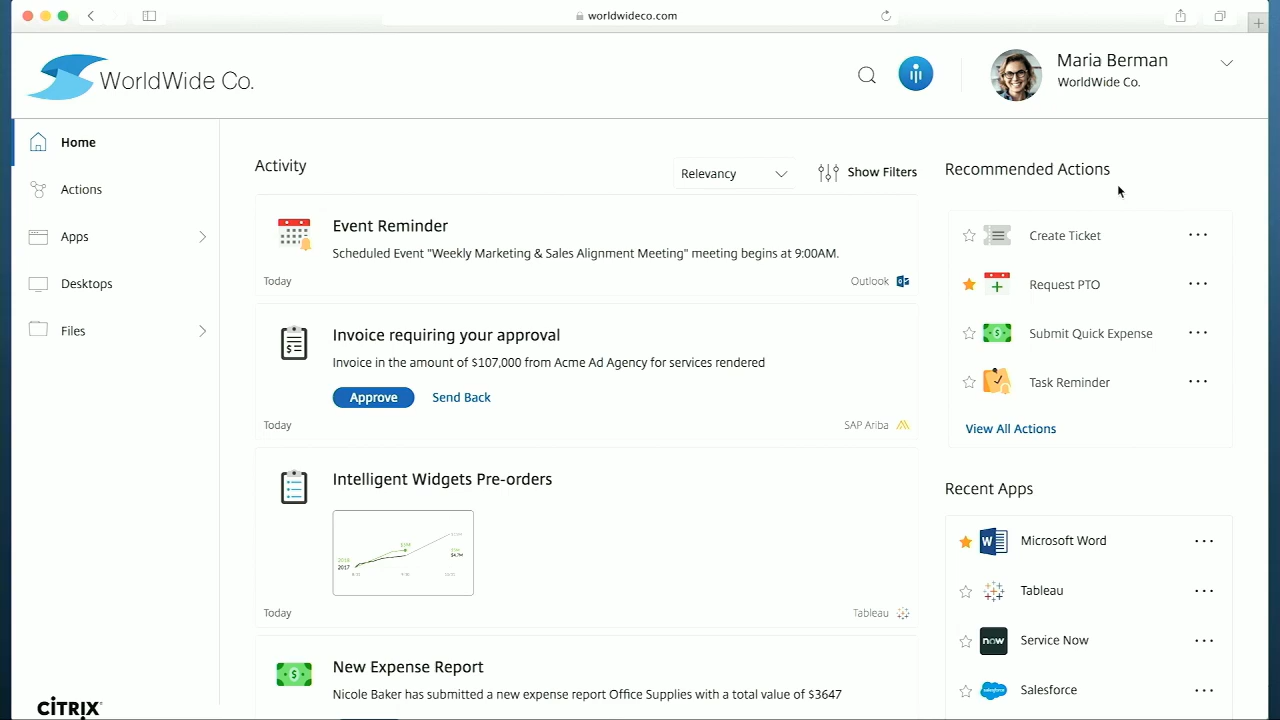 worldwideco.com
WorldWide Co.
Maria Berman
WorldWide Co.
Home
Actions
Apps
Desktops
Files
CITRIX
Activity
Relevancy
Show Filters
Event Reminder
Scheduled Event "Weekly Marketing & Sales Alignment Meeting" meeting begins at 9:00AM.
Today
Outlook
Invoice requiring your approval
Invoice in the amount of $107,000 from Acme Ad Agency for services rendered
Approve
Send Back
Today
SAP Ariba
Intelligent Widgets Pre-orders
2018
2017
Today
Tableau
New Expense Report
Nicole Baker has submitted a new expense report Office Supplies with a total value of $3647
Recommended Actions
Create Ticket
Request PTO
Submit Quick Expense
Task Reminder
View All Actions
Recent Apps
Microsoft Word
Tableau
now
Service Now
salesforce
Salesforce